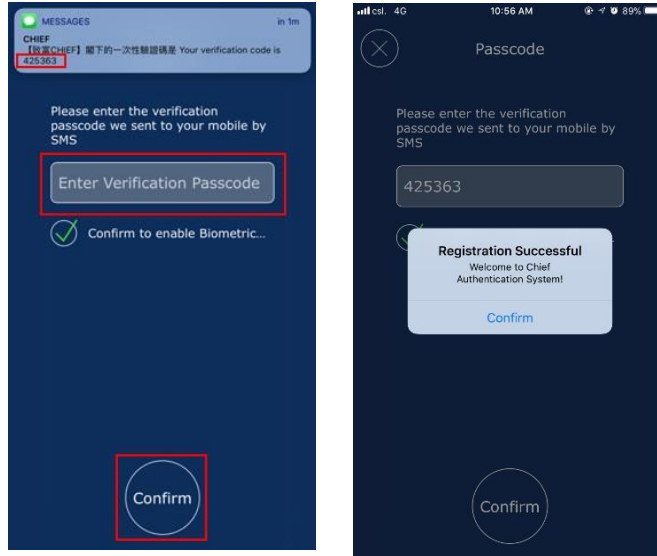 MESSAGES
in 1m
CHIEF
【致富CHIEF】閣下的一次性驗證碼是 Your verification code is
425363
Please enter the verification
passcode we sent to your mobile by
SMS
Enter Verification Passcode
Confirm to enable Biometric...
Confirm
csl. 4G
10:56 AM
89%
Passcode
Please enter the verification
passcode we sent to your mobile by
SMS
425363
Registration Successful
Welcome to Chief
Authentication System!
Confirm
Confirm